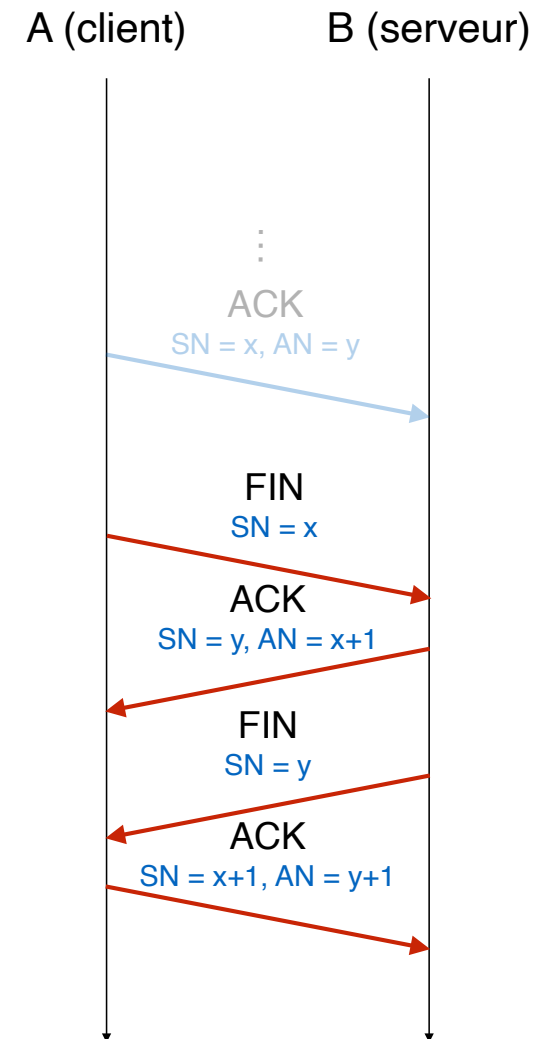 A (client) B (serveur)
⋮
ACK
SN = x, AN = y
FIN
SN = x
ACK
SN = y, AN = x+1
FIN
SN = y
ACK
SN = x+1, AN = y+1